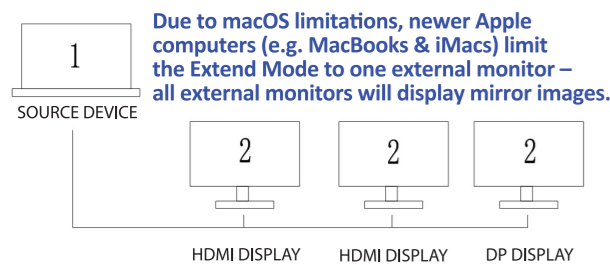 Due to macOS limitations, newer Apple
computers (e.g. MacBooks & iMacs) limit
the Extend Mode to one external monitor –
all external monitors will display mirror images.
1
SOURCE DEVICE
2
2
2
HDMI DISPLAY
HDMI DISPLAY
DP DISPLAY